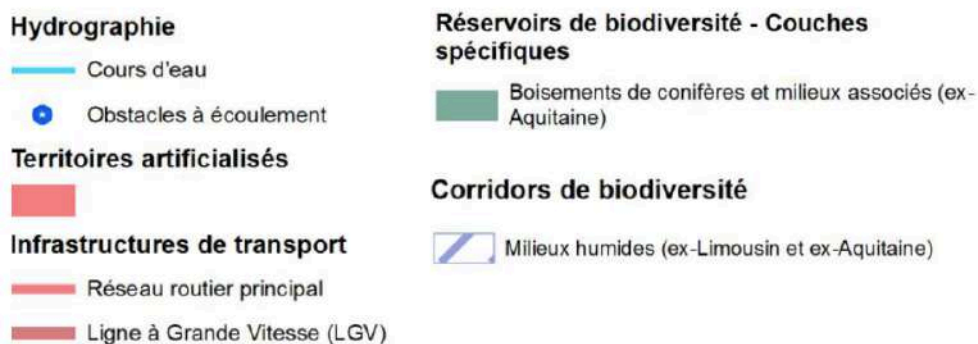 Hydrographie
Cours d'eau
Obstacles à écoulement
Territoires artificialisés
Infrastructures de transport
Réseau routier principal
Ligne à Grande Vitesse (LGV)
Réservoirs de biodiversité - Couches
spécifiques
Boisements de conifères et milieux associés (ex-
Aquitaine)
Corridors de biodiversité
Milieux humides (ex-Limousin et ex-Aquitaine)